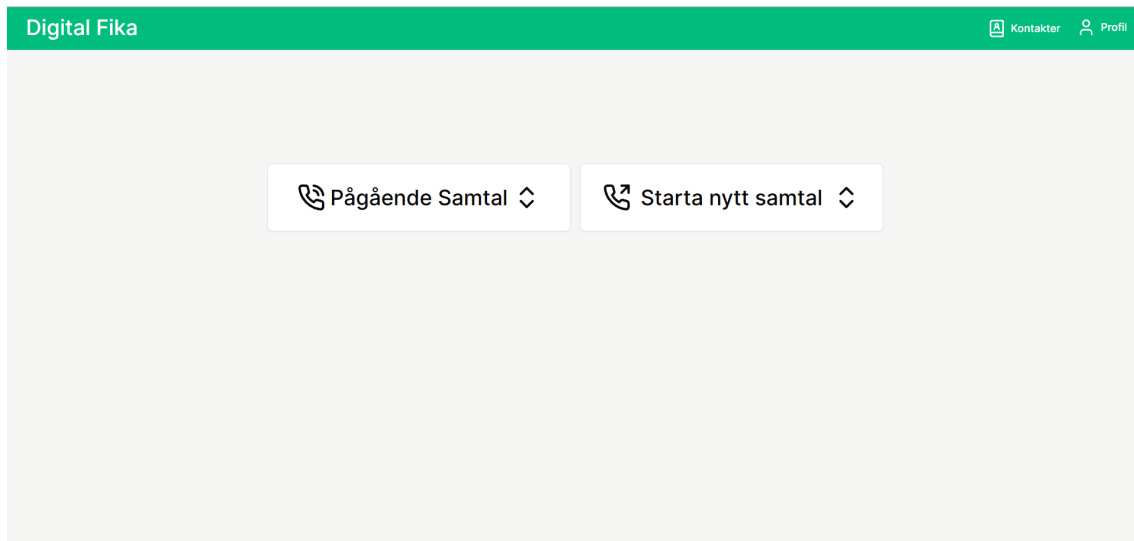 Digital Fika
Kontakter
Profil
Pågående Samtal
Starta nytt samtal